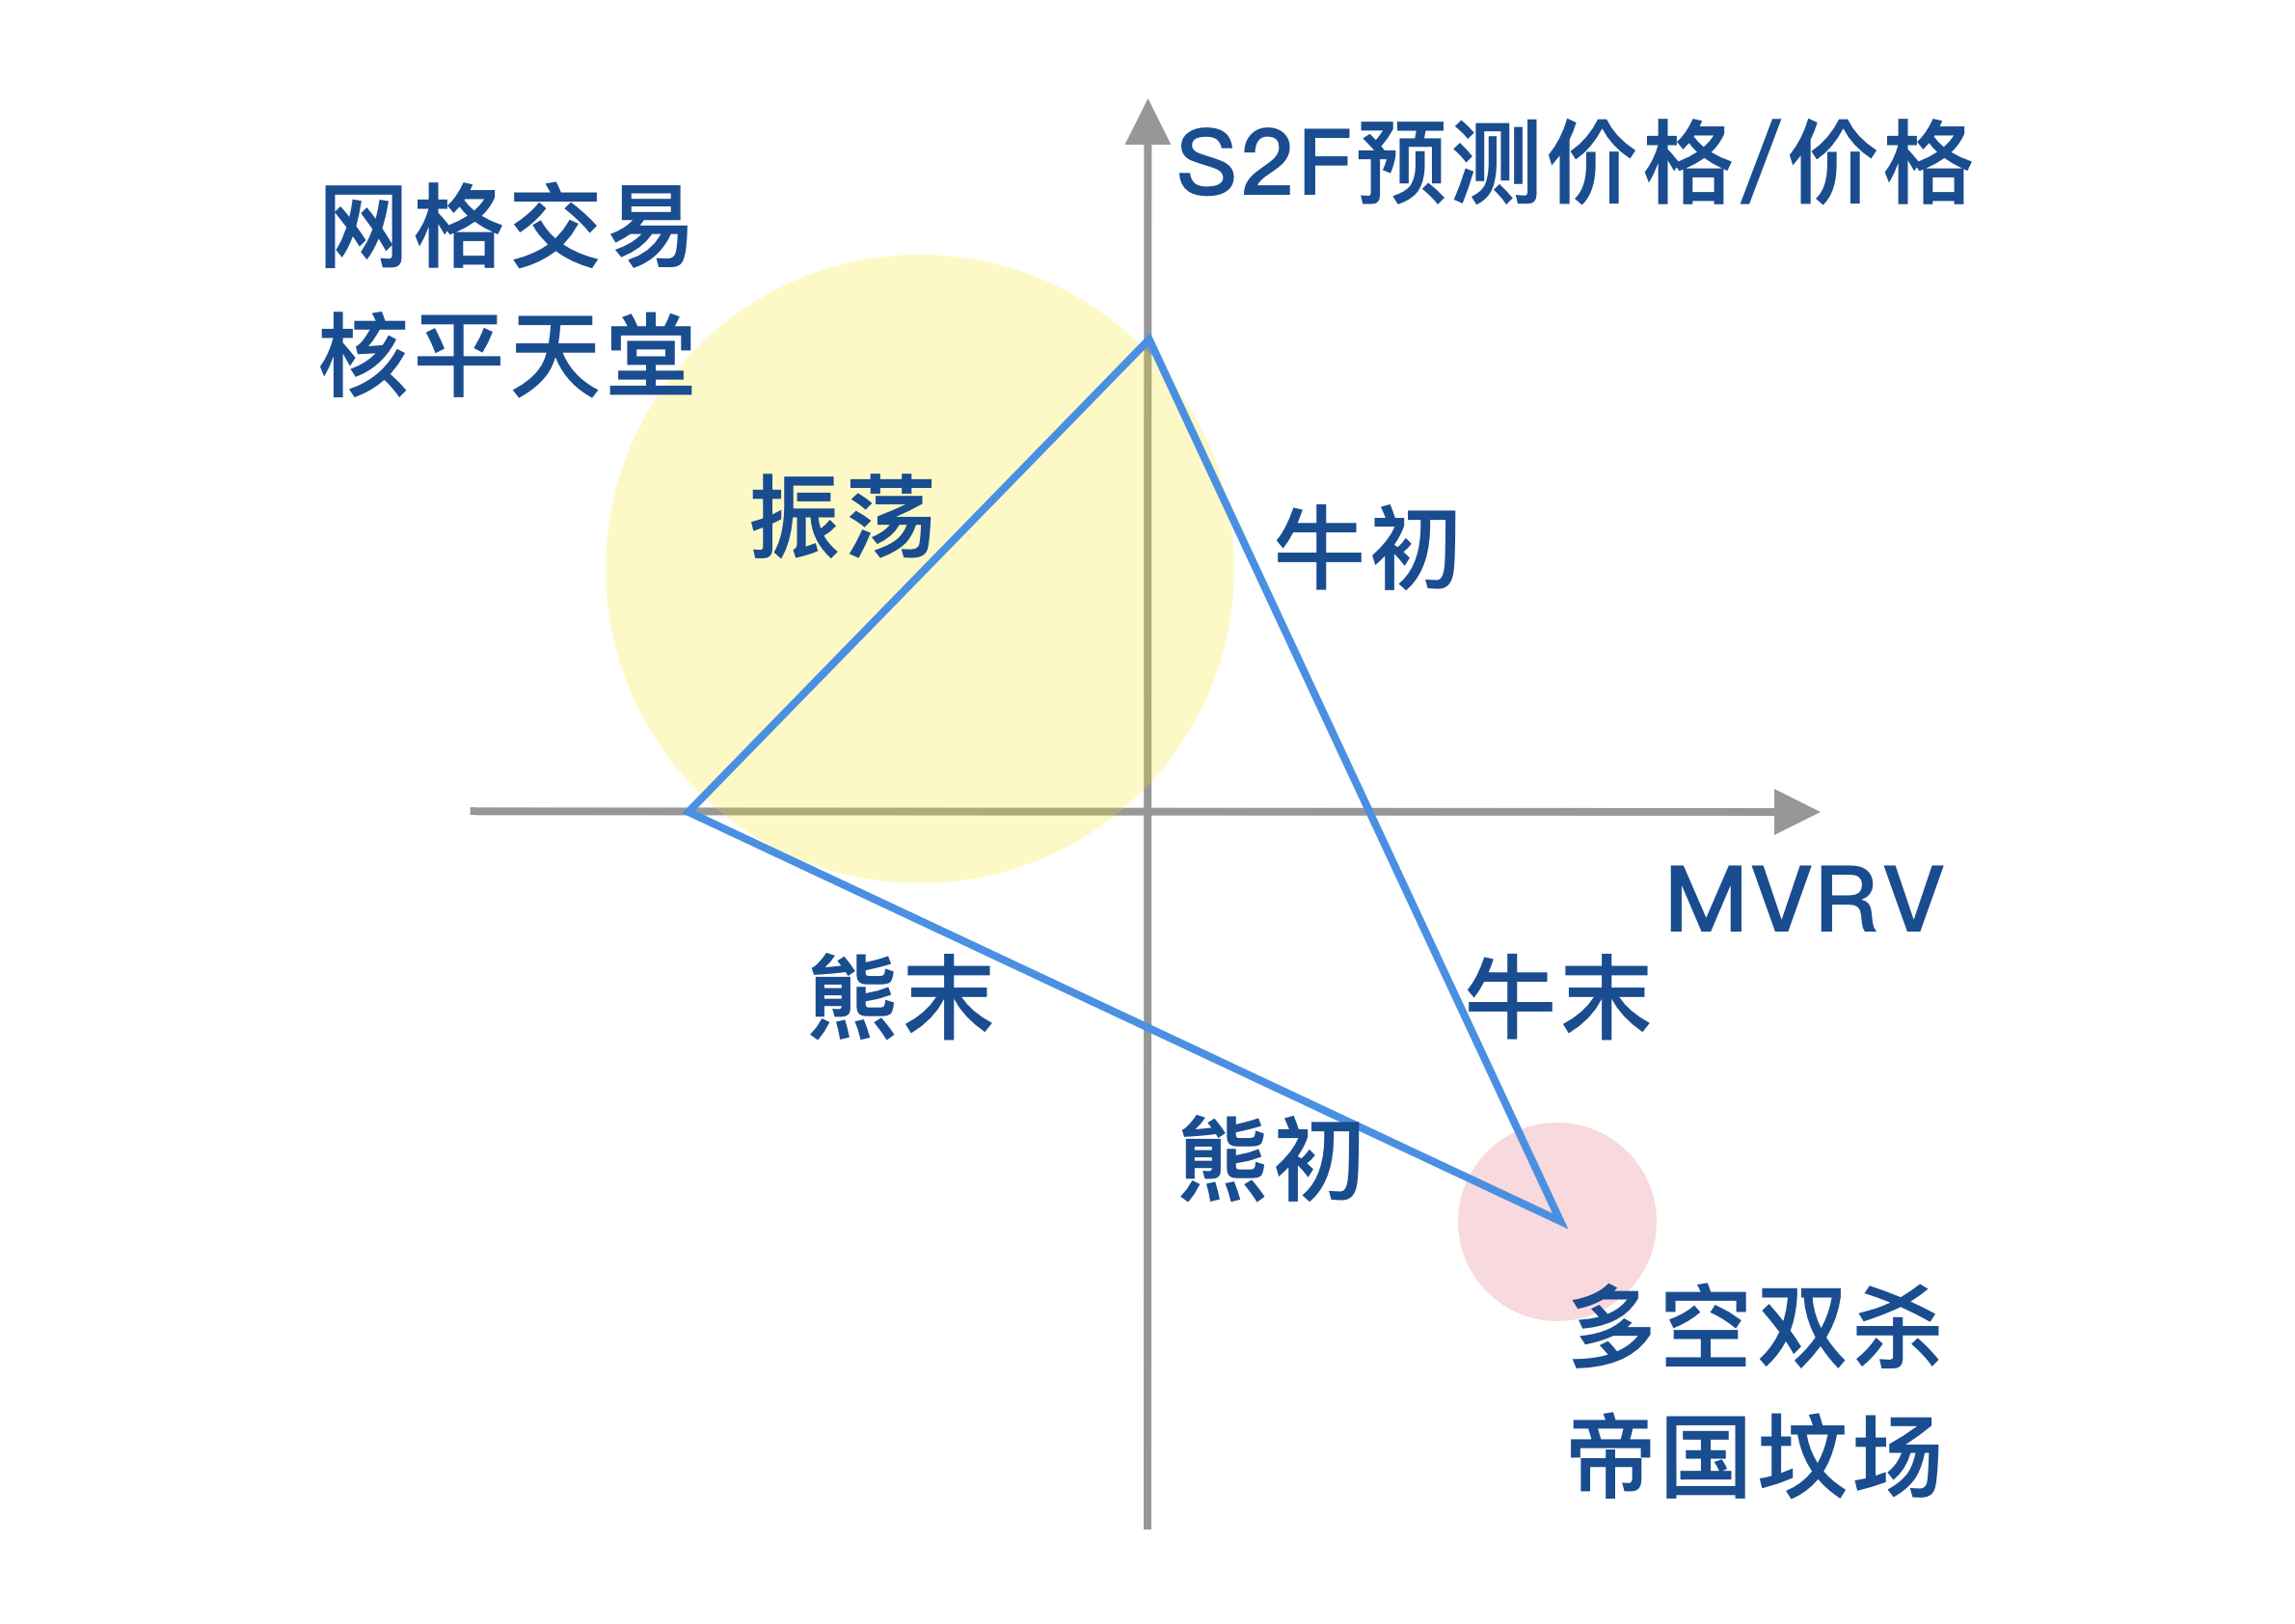 S2F预测价格/价格
网格交易
核平天堂
振荡
牛初
MVRV
熊末
牛末
熊初
多空双杀
帝国坟场